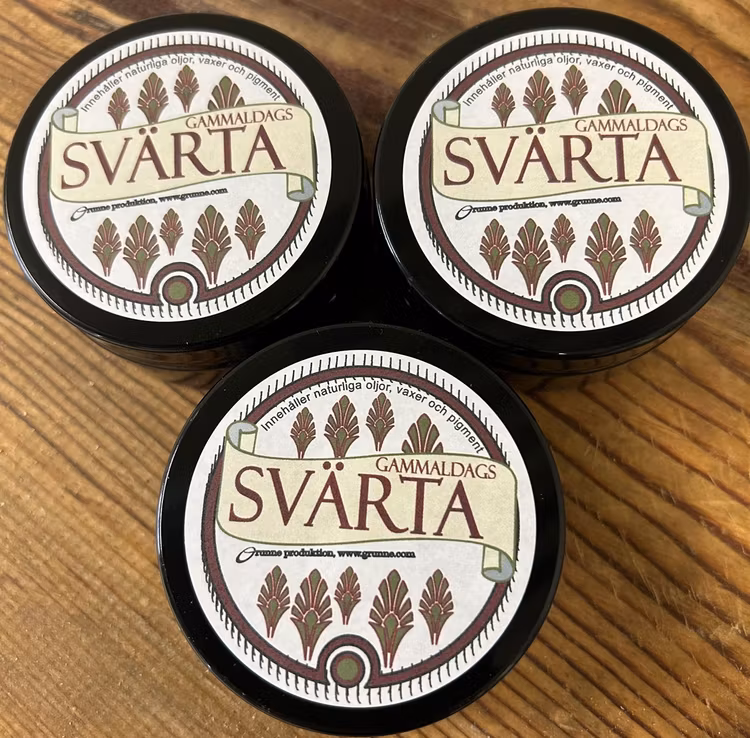 Innehåller naturliga oljor, vaxer och pigment
GAMMALDAGS
SVÄRTA
Grunne produktion, www.grunne.com
Innehåller naturliga oljor, vaxer och pigment
GAMMALDAGS
SVÄRTA
Grunne produktion, www.grunne.com
Innehåller naturliga oljor, vaxer och pigment
GAMMALDAGS
SVÄRTA
Grunne produktion, www.grunne.com